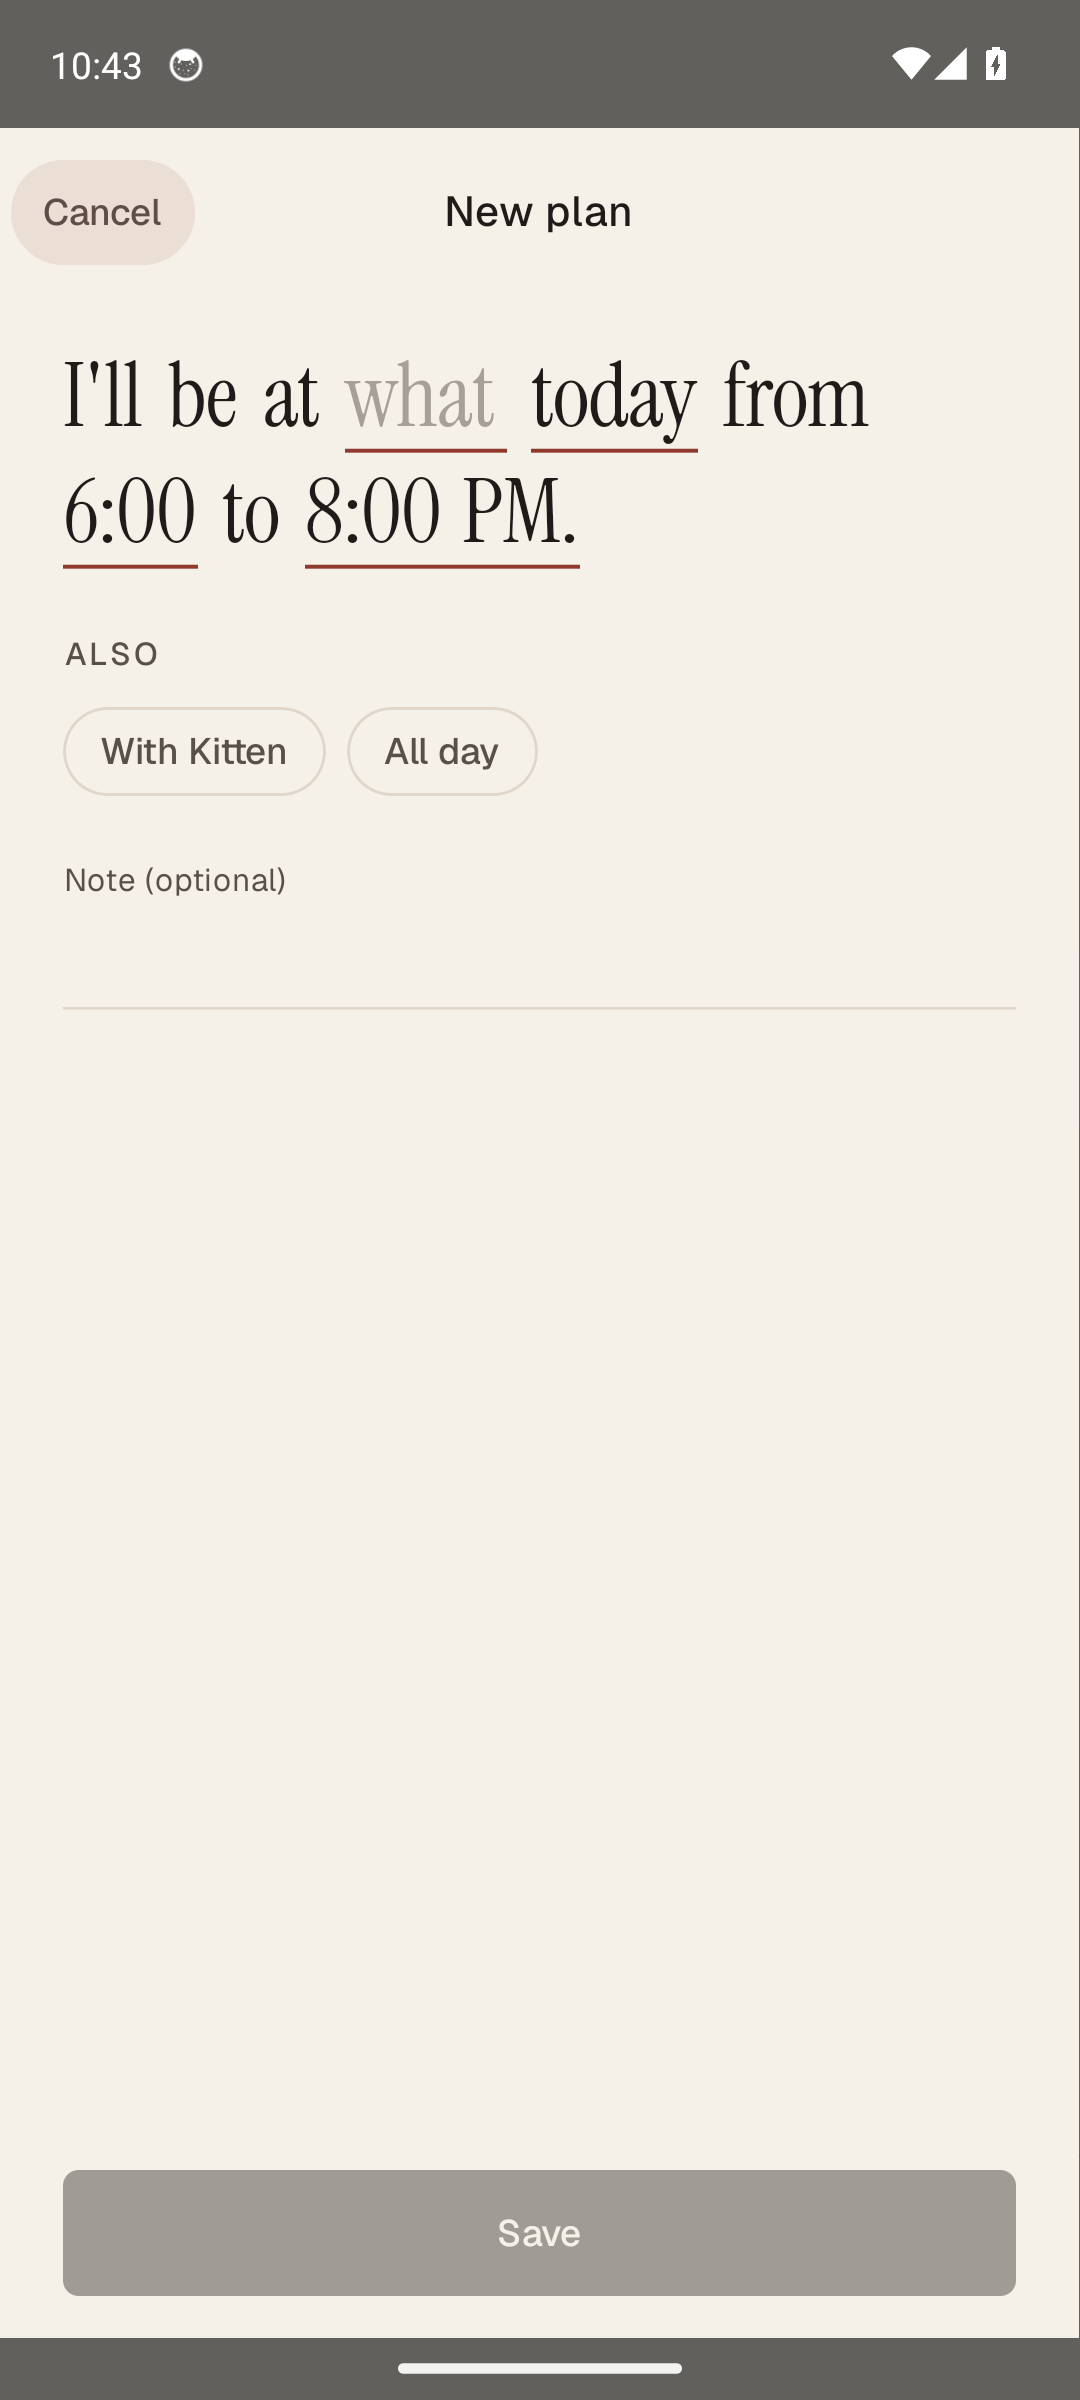 10:43
Cancel
New plan
I'll be at what today from
6:00 to 8:00 PM.
ALSO
With Kitten
All day
Note (optional)
Save